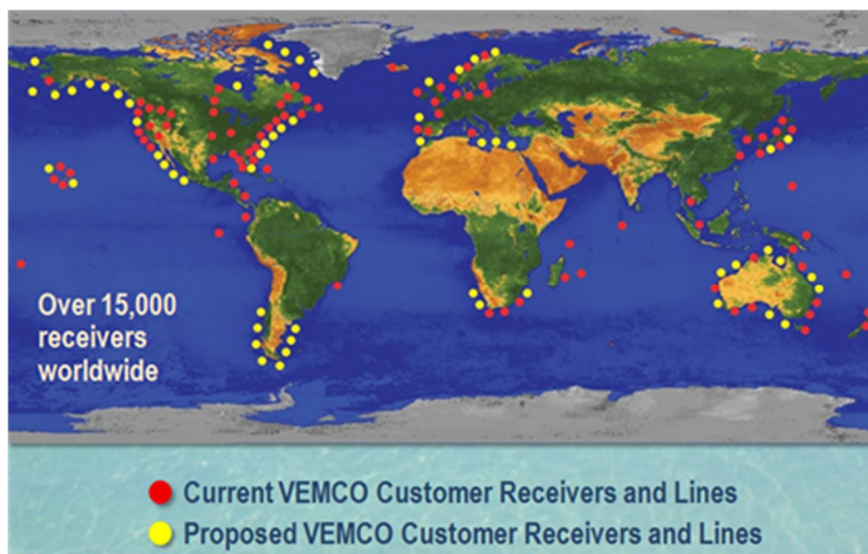 Over 15,000
receivers
worldwide
Current VEMCO Customer Receivers and Lines
Proposed VEMCO Customer Receivers and Lines